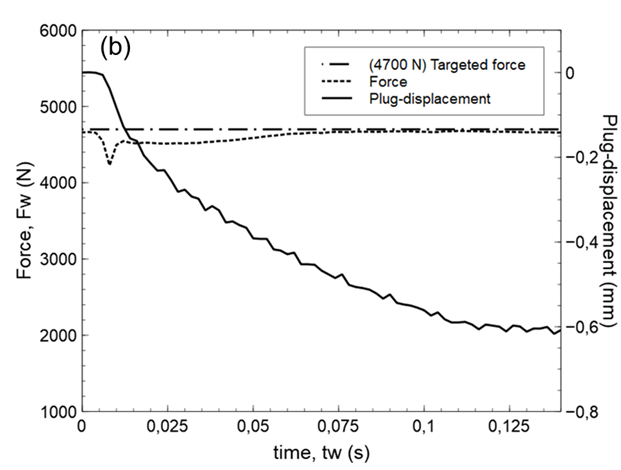 (b)
(4700 N) Targeted force
Force
Plug-displacement
6000
5000
4000
3000
2000
1000
Force, Fw (N)
0
−0,2
−0,4
−0,6
−0,8
Plug-displacement (mm)
0
0,025
0,05
0,075
0,1
0,125
time, tw (s)